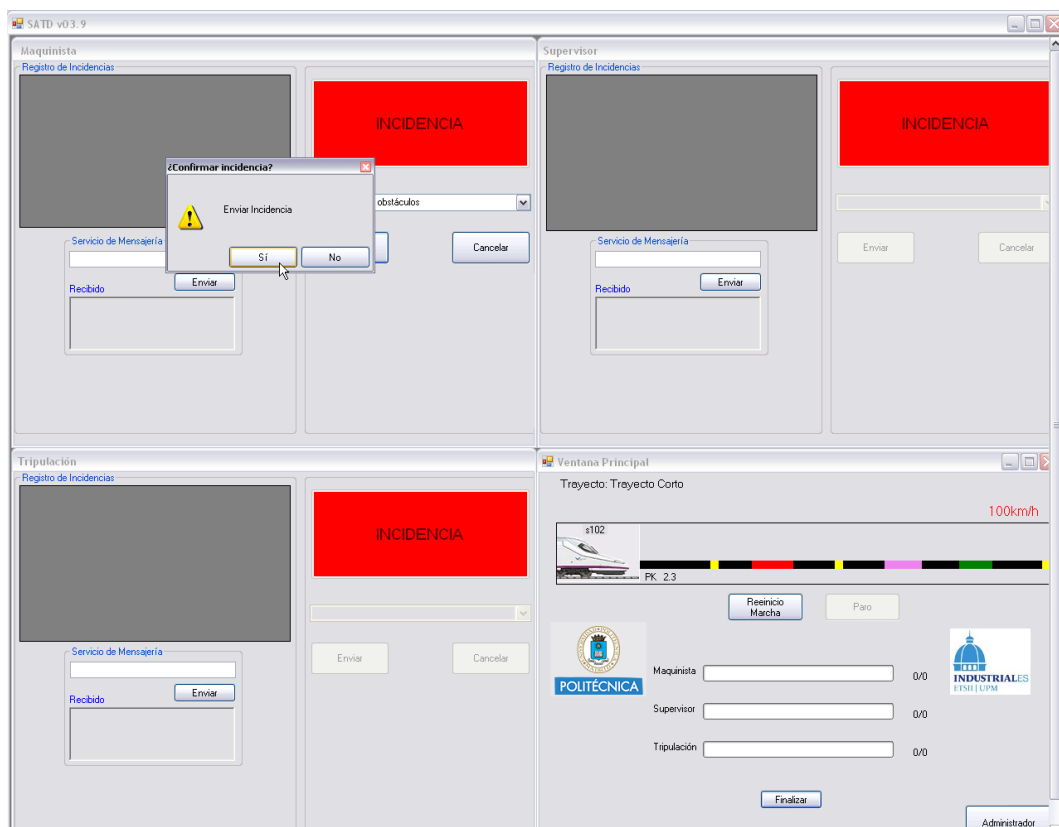 SATD v03.9
Maquinista
Registro de Incidencias
INCIDENCIA
¿Confirmar incidencia?
Enviar Incidencia
Sí
No
obstáculos
Cancelar
Servicio de Mensajería
Enviar
Recibido
Supervisor
Registro de Incidencias
INCIDENCIA
Enviar
Cancelar
Servicio de Mensajería
Enviar
Recibido
Tripulación
Registro de Incidencias
INCIDENCIA
Enviar
Cancelar
Servicio de Mensajería
Enviar
Recibido
Ventana Principal
Trayecto: Trayecto Corto
100km/h
s102
PK 2.3
Reeinicio
Marcha
Paro
POLITÉCNICA
INDUSTRIALES
ETSII | UPM
Maquinista
0/0
Supervisor
0/0
Tripulación
0/0
Finalizar
Administrador